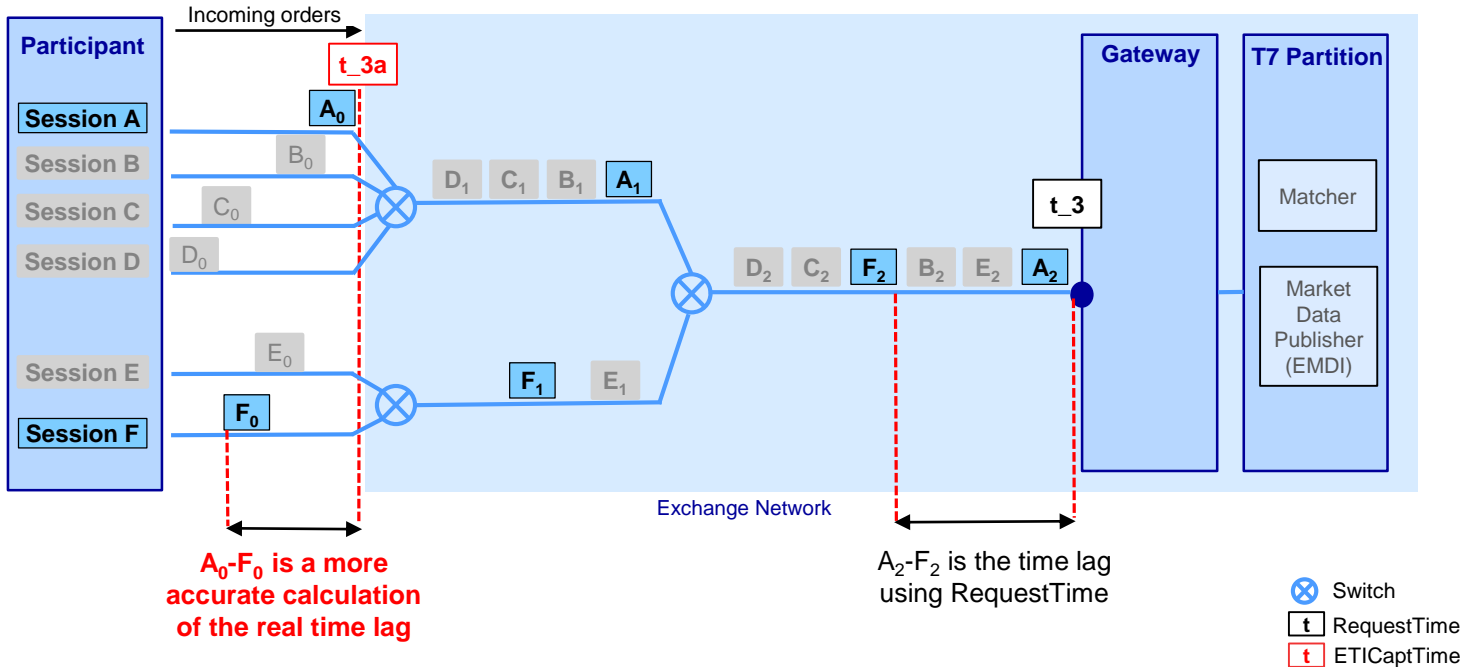 Incoming orders
Participant
t_3a
Gateway
T7 Partition
Session A
A₀
Session B
B₀
D₁ C₁ B₁ A₁
Session C
C₀
t_3
Matcher
Session D
D₀
D₂ C₂ F₂ B₂ E₂ A₂
Market
Data
Publisher
(EMDI)
Session E
E₀
F₁ E₁
F₀
Session F
Exchange Network
A₀-F₀ is a more
accurate calculation
of the real time lag
A₂-F₂ is the time lag
using RequestTime
Switch
t RequestTime
t ETICaptTime